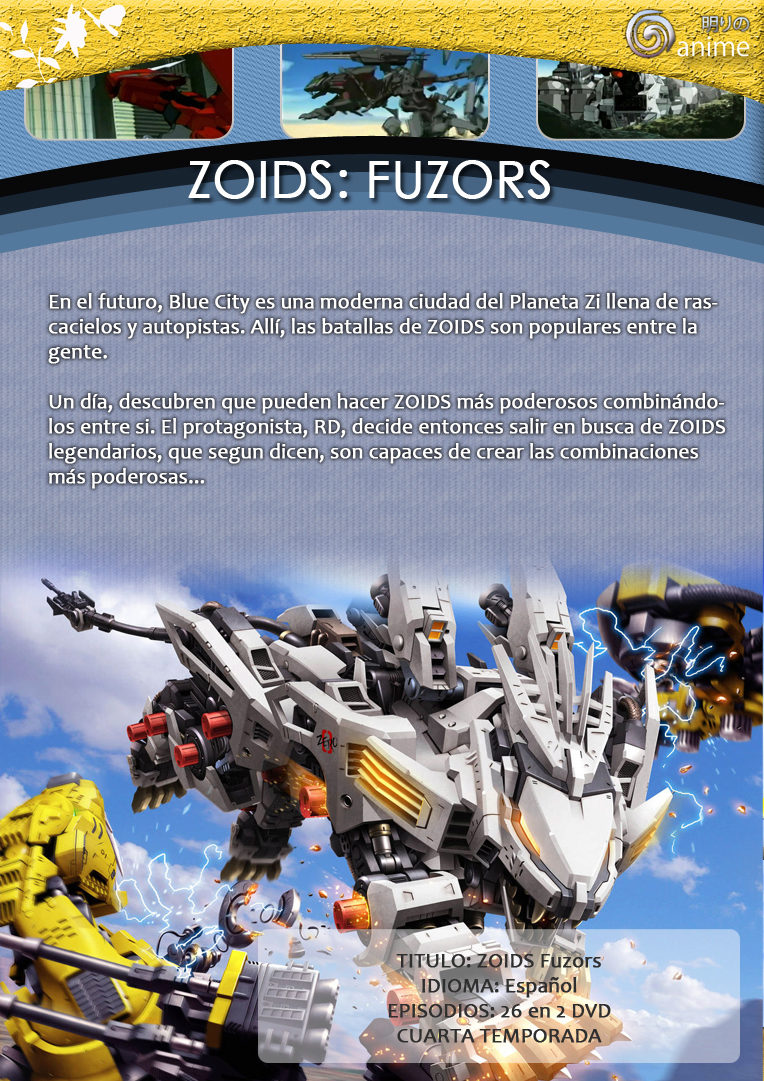 明りの
anime
ZOIDS: FUZORS
En el futuro, Blue City es una moderna ciudad del Planeta Zi llena de ras-
cacielos y autopistas. Allí, las batallas de ZOIDS son populares entre la
gente.
Un día, descubren que pueden hacer ZOIDS más poderosos combinándo-
los entre si. El protagonista, RD, decide entonces salir en busca de ZOIDS
legendarios, que segun dicen, son capaces de crear las combinaciones
más poderosas...
ZERO
TITULO: ZOIDS Fuzors
IDIOMA: Español
EPISODIOS: 26 en 2 DVD
CUARTA TEMPORADA